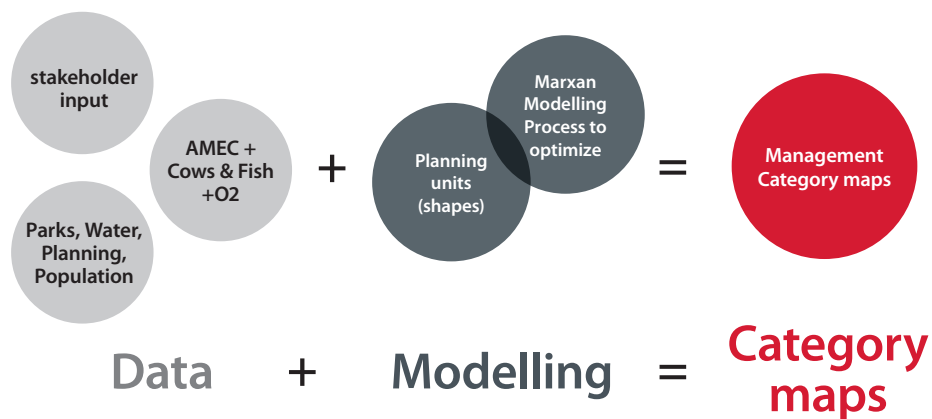 stakeholder
input
AMEC +
Cows & Fish
+O2
Parks, Water,
Planning,
Population
+
Planning
units
(shapes)
Marxan
Modelling
Process to
optimize
=
Management
Category maps
Data + Modelling = Category
maps